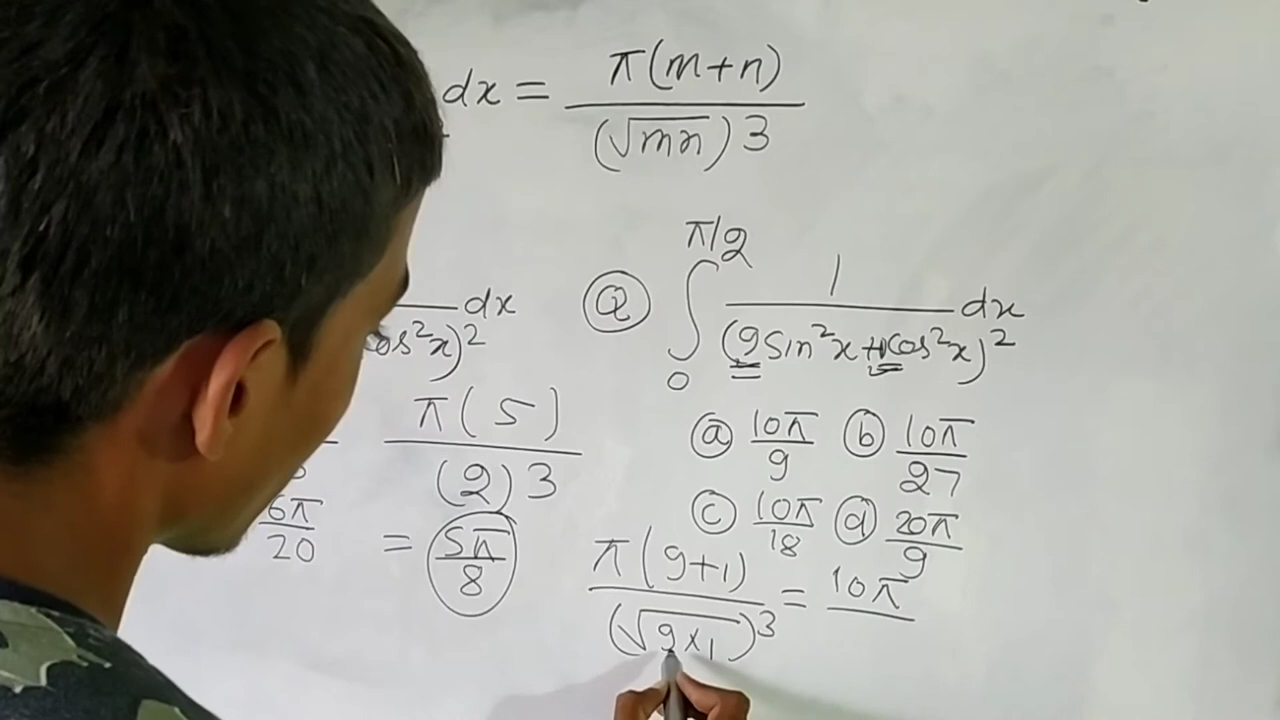 dx = π(m+n) / (√mn)3
dx
cos²x)²
π(5) / (2)3
6π / 20
= 5π / 8
Q ∫ 0 π/2 1 / (9sin²x+1cos²x)² dx
a 10π / 9 b 10π / 27
c 10π / 18 d 20π / 9
π(9+1) / (√9×1)³ = 10π